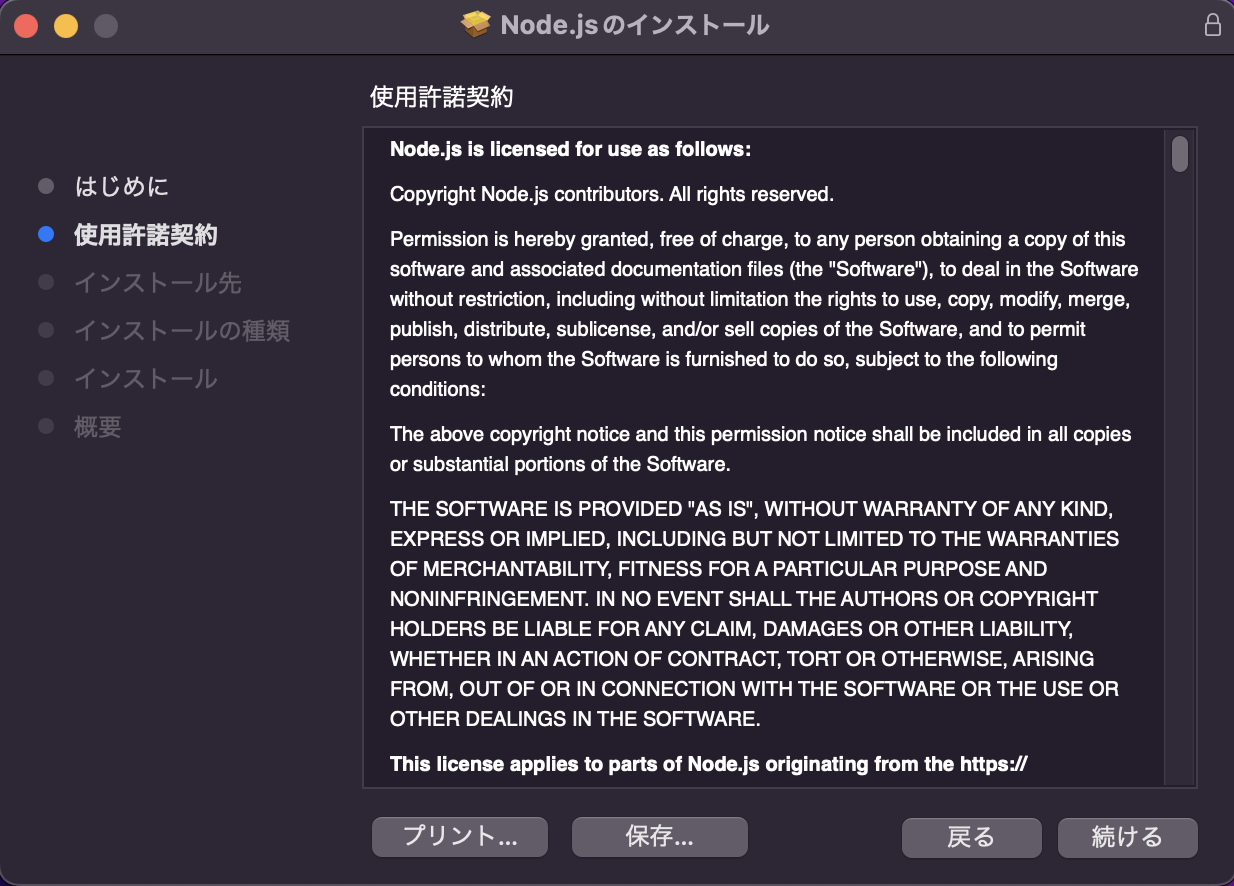 Node.jsのインストール
使用許諾契約
はじめに
使用許諾契約
インストール先
インストールの種類
インストール
概要
Node.js is licensed for use as follows:
Copyright Node.js contributors. All rights reserved.
Permission is hereby granted, free of charge, to any person obtaining a copy of this
software and associated documentation files (the "Software"), to deal in the Software
without restriction, including without limitation the rights to use, copy, modify, merge,
publish, distribute, sublicense, and/or sell copies of the Software, and to permit
persons to whom the Software is furnished to do so, subject to the following
conditions:
The above copyright notice and this permission notice shall be included in all copies
or substantial portions of the Software.
THE SOFTWARE IS PROVIDED "AS IS", WITHOUT WARRANTY OF ANY KIND,
EXPRESS OR IMPLIED, INCLUDING BUT NOT LIMITED TO THE WARRANTIES
OF MERCHANTABILITY, FITNESS FOR A PARTICULAR PURPOSE AND
NONINFRINGEMENT. IN NO EVENT SHALL THE AUTHORS OR COPYRIGHT
HOLDERS BE LIABLE FOR ANY CLAIM, DAMAGES OR OTHER LIABILITY,
WHETHER IN AN ACTION OF CONTRACT, TORT OR OTHERWISE, ARISING
FROM, OUT OF OR IN CONNECTION WITH THE SOFTWARE OR THE USE OR
OTHER DEALINGS IN THE SOFTWARE.
This license applies to parts of Node.js originating from the https://
プリント...
保存...
戻る
続ける